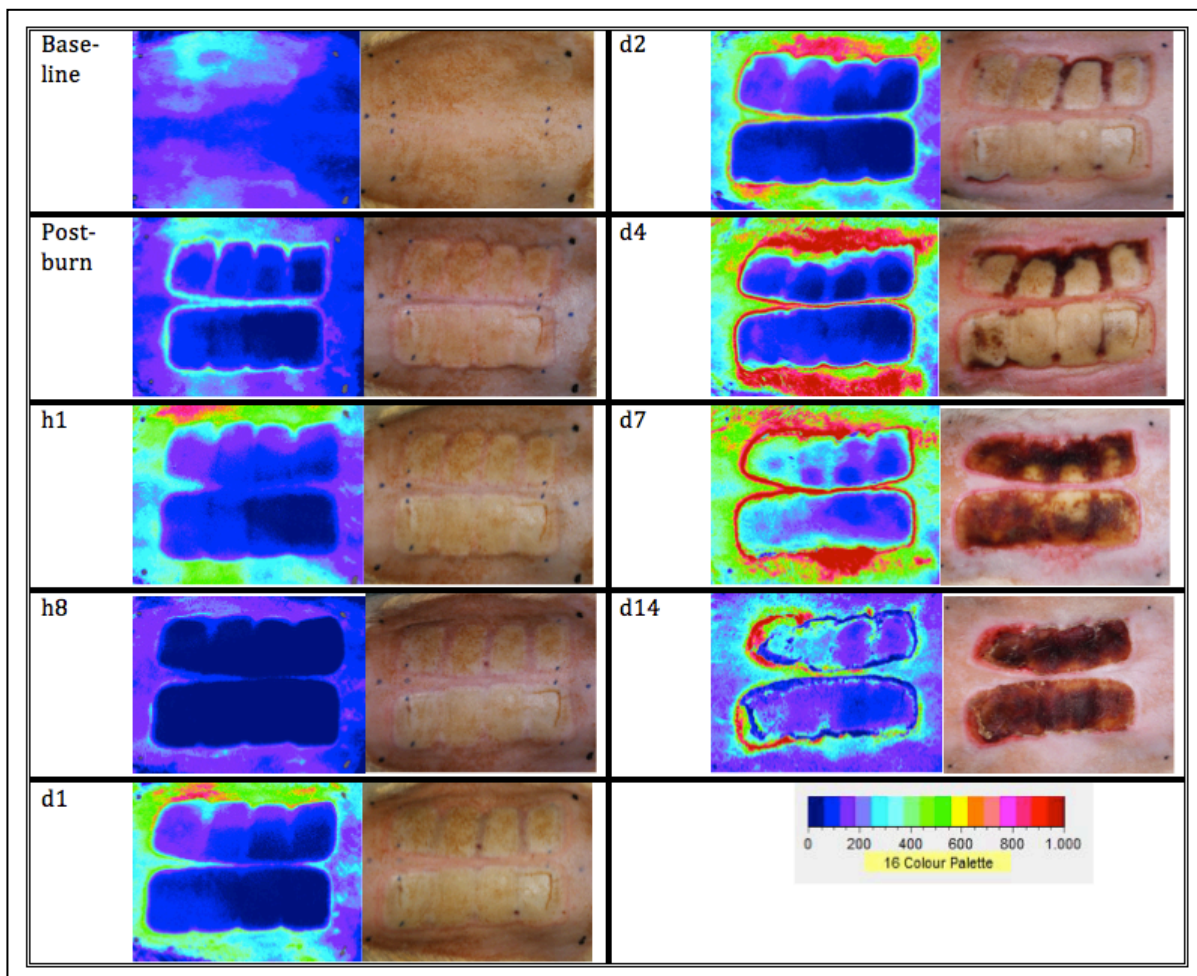 Base-
line
d2
Post-
burn
d4
h1
d7
h8
d14
d1
0 200 400 600 800 1.000
16 Colour Palette